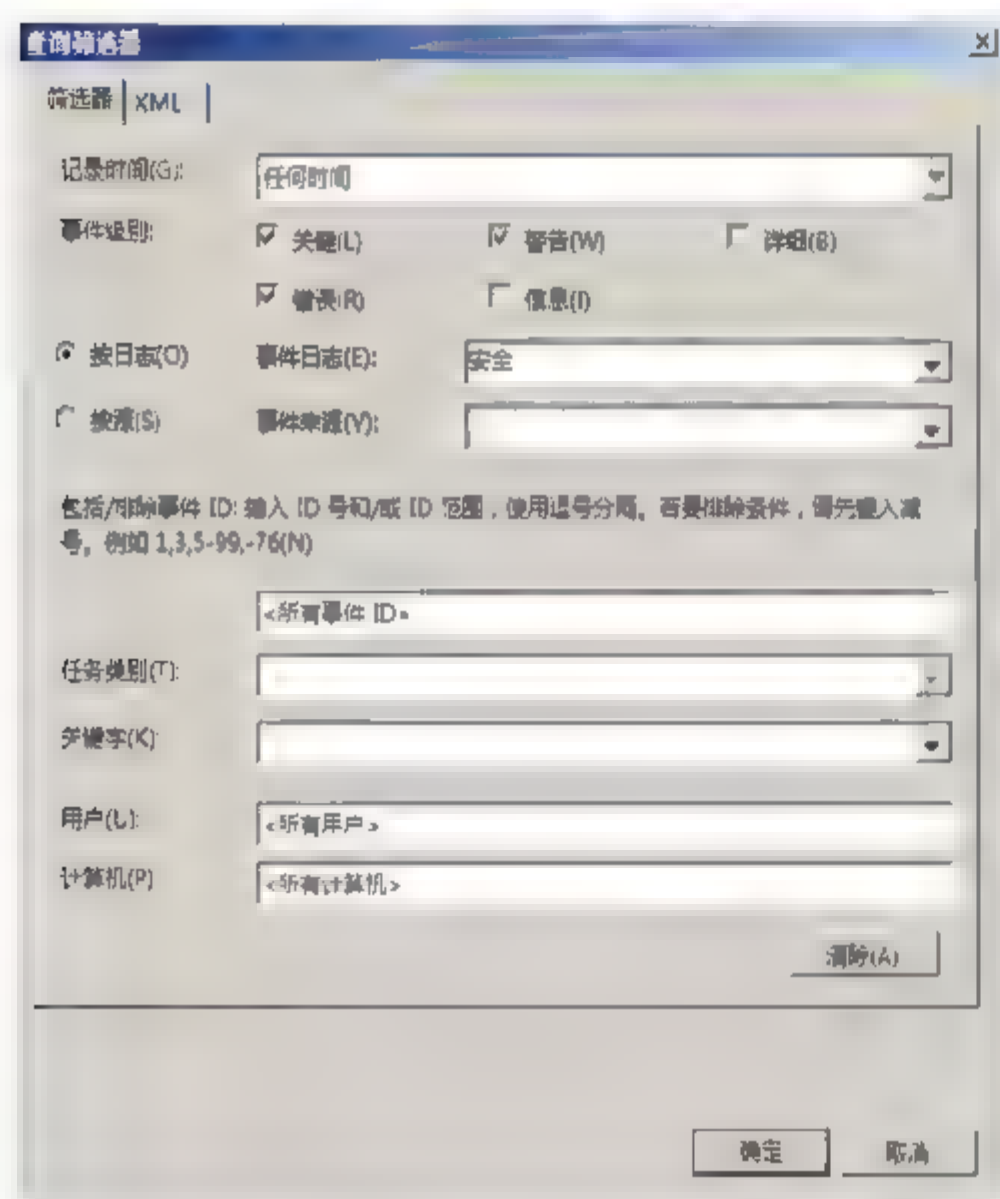 查询筛选器
筛选器 XML
记录时间(G): 任何时间
事件级别: 关键(L) 警告(W) 详细(B)
错误(R) 信息(I)
按日志(O) 事件日志(E): 安全
按源(S) 事件来源(V):
包括/排除事件 ID: 输入 ID 号和/或 ID 范围，使用逗号分隔。若要排除条件，请先键入减
号。例如 1,3,5-99,-76(N)
<所有事件 ID>
任务类别(T):
关键字(K):
用户(U): <所有用户>
计算机(P) <所有计算机>
清除(A)
确定 取消